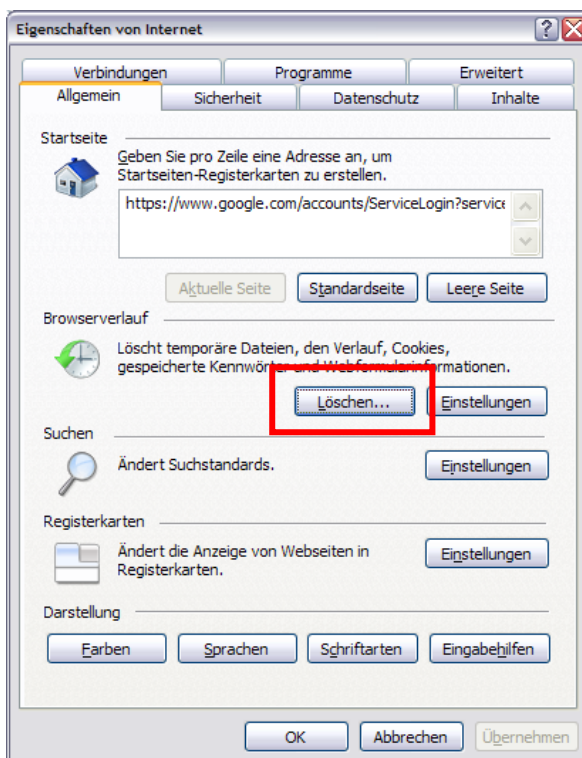 Eigenschaften von Internet
Verbindungen Programme Erweitert
Allgemein Sicherheit Datenschutz Inhalte
Startseite
Geben Sie pro Zeile eine Adresse an, um
Startseiten-Registerkarten zu erstellen.
https://www.google.com/accounts/ServiceLogin?service
Aktuelle Seite Standardseite Leere Seite
Browserverlauf
Löscht temporäre Dateien, den Verlauf, Cookies,
gespeicherte Kennwörter und Webformularinformationen.
Löschen... Einstellungen
Suchen
Ändert Suchstandards.
Einstellungen
Registerkarten
Ändert die Anzeige von Webseiten in
Registerkarten.
Einstellungen
Darstellung
Farben Sprachen Schriftarten Eingabehilfen
OK Abbrechen Übernehmen